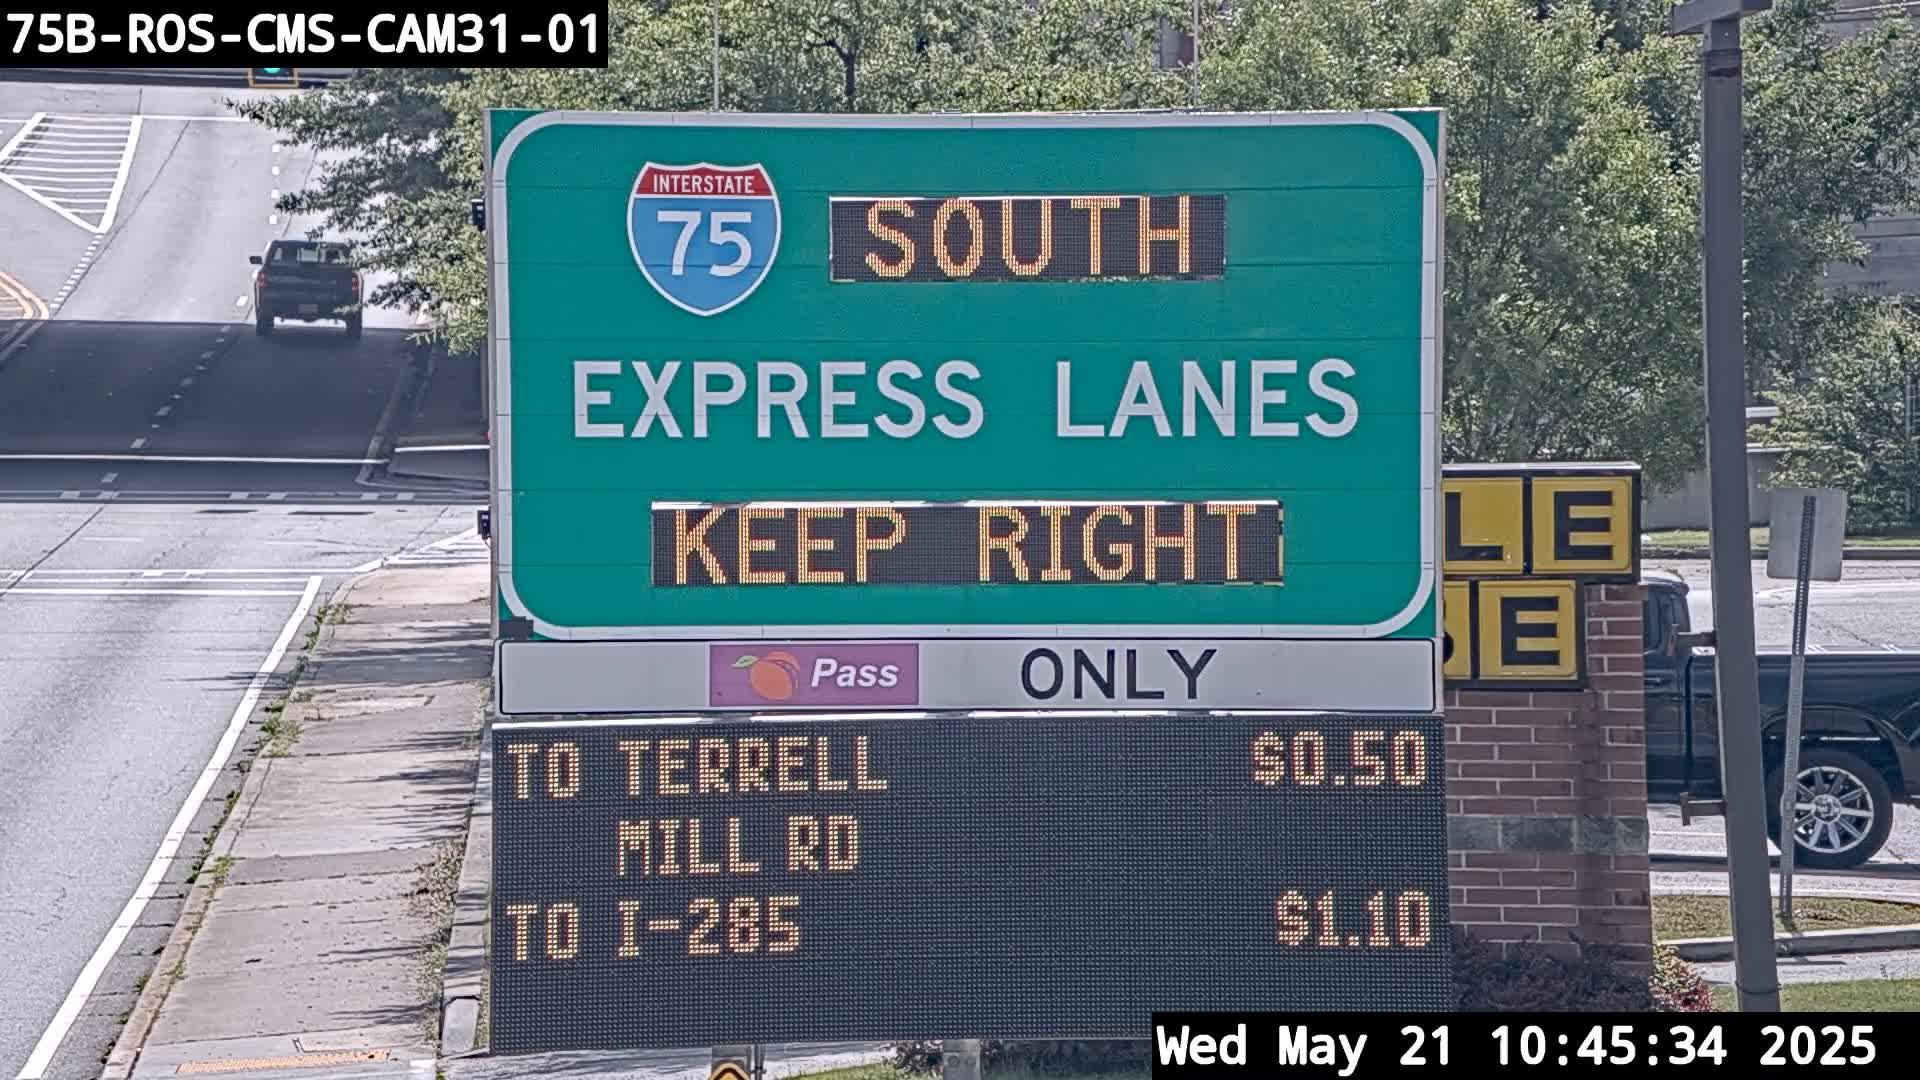 75B-ROS-CMS-CAM31-01
INTERSTATE
75
SOUTH
EXPRESS LANES
KEEP RIGHT
Pass ONLY
TO TERRELL $0.50
MILL RD
TO I-285 $1.10
LE
E
Wed May 21 10:45:34 2025